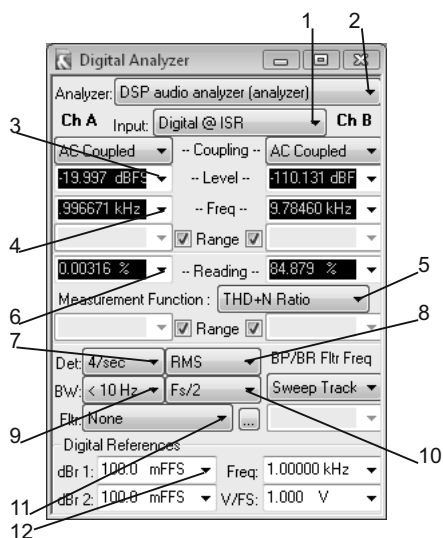 1
2
Digital Analyzer
Analyzer: DSP audio analyzer (analyzer)
Ch A Input: Digital @ ISR Ch B
3
AC Coupled -- Coupling -- AC Coupled
-19.997 dBFS -- Level -- -110.131 dBF
.996671 kHz -- Freq -- 9.78460 kHz
4
Range
0.00316 % -- Reading -- 84.879 %
5
Measurement Function : THD+N Ratio
6
Range
7
8
Det: 4/sec RMS BP/BR Fltr Freq
BW: < 10 Hz Fs/2 Sweep Track
Fltr: None ...
9
10
Digital References
dBr 1: 100.0 mFFS Freq: 1.00000 kHz
11
dBr 2: 100.0 mFFS V/FS: 1.000 V
12